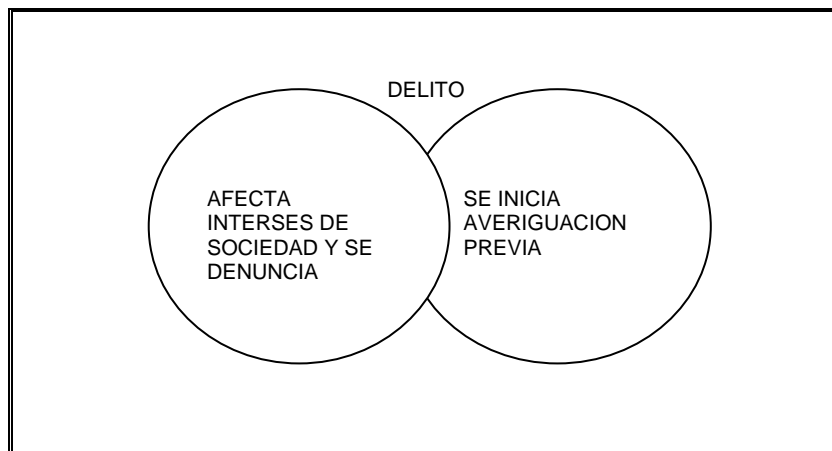 DELITO
AFECTA
INTERSES DE
SOCIEDAD Y SE
DENUNCIA
SE INICIA
AVERIGUACION
PREVIA